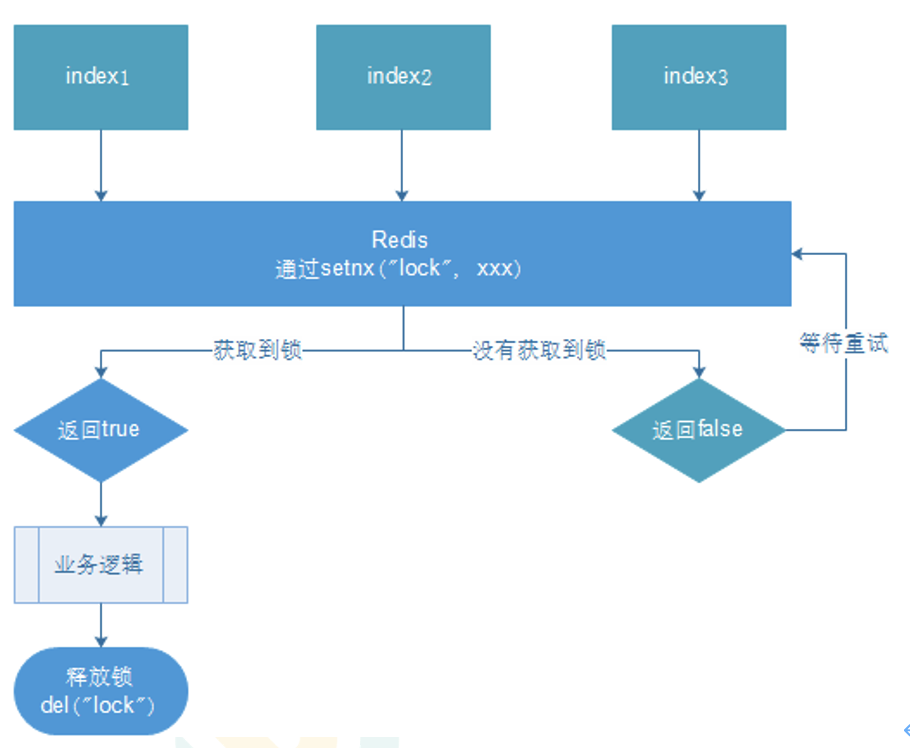 index1
index2
index3
Redis
通过setnx("lock", xxx)
获取到锁
没有获取到锁
等待重试
返回true
返回false
业务逻辑
释放锁
del("lock")